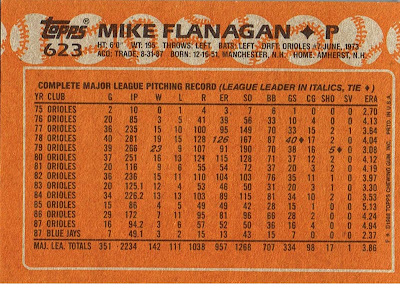 topps
623
MIKE FLANAGAN ♦ P
HT: 6'0" WT: 195 THROWS: LEFT BATS: LEFT DRFT: ORIOLES #7-JUNE, 1973
ACQ: TRADE, 8-31-87 BORN: 12-16-51, MANCHESTER, N.H. HOME: AMHERST, N.H.
COMPLETE MAJOR LEAGUE PITCHING RECORD (LEAGUE LEADER IN ITALICS, TIE ♦)
YR CLUB G IP W L R ER SO BB GS CG SHO SV ERA
75 ORIOLES 2 10 0 1 4 3 7 6 1 0 0 0 2.70
76 ORIOLES 20 85 3 5 41 39 56 33 10 4 0 1 4.13
77 ORIOLES 36 235 15 10 100 95 149 70 33 15 2 1 3.64
78 ORIOLES 40 281 19 15 128 126 167 87 40♦ 17 2 0 4.04
79 ORIOLES 39 266 23 9 107 91 190 70 38 16 5♦ 0 3.08
80 ORIOLES 37 251 16 13 121 115 128 71 37 12 2 0 4.12
81 ORIOLES 20 116 9 6 55 54 72 37 20 3 2 0 4.19
82 ORIOLES 36 236 15 11 110 104 103 76 35 11 1 0 3.97
83 ORIOLES 20 125.1 12 4 53 46 50 31 20 3 1 0 3.30
84 ORIOLES 34 226.2 13 13 103 89 115 81 34 10 2 0 3.53
85 ORIOLES 15 86 4 5 49 49 42 28 15 1 0 0 5.13
86 ORIOLES 29 172 7 11 95 81 96 66 28 2 0 0 4.24
87 ORIOLES 16 94.2 3 6 57 52 50 36 16 4 0 0 4.94
87 BLUE JAYS 7 49.1 3 2 15 13 43 15 7 0 0 0 2.37
MAJ. LEA. TOTALS 351 2234 142 111 1038 957 1268 707 334 98 17 1 3.86
© 1988 TOPPS CHEWING GUM, INC. PRTD. IN U.S.A.